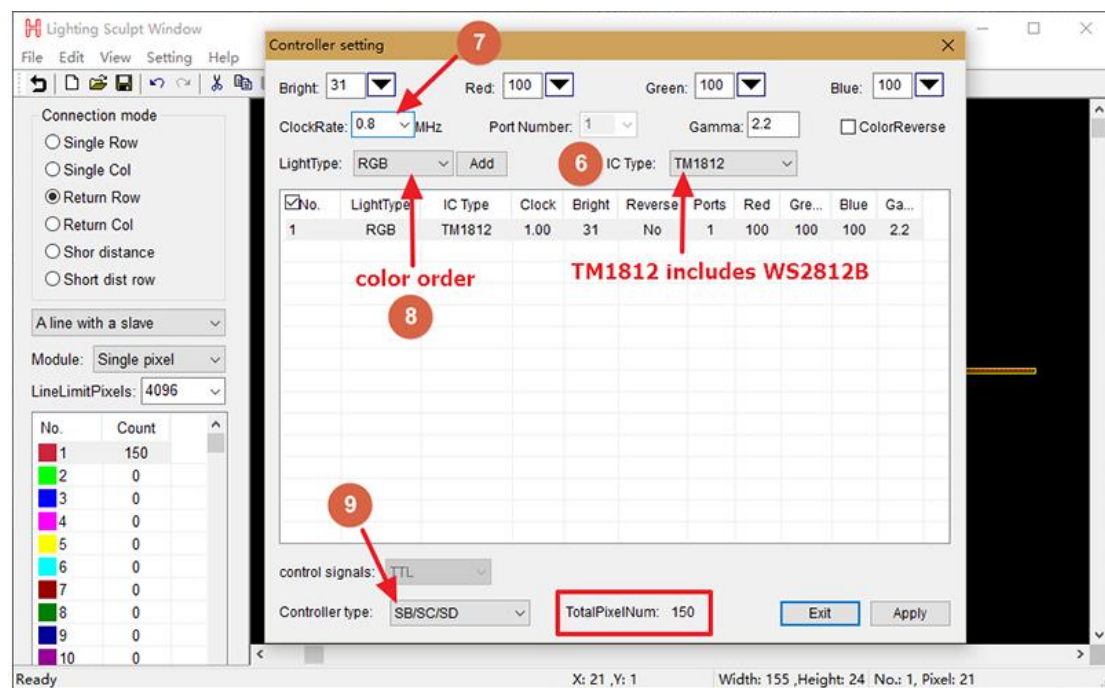 Lighting Sculpt Window
File Edit View Setting Help
Connection mode
Single Row
Single Col
Return Row
Return Col
Shor distance
Short dist row
A line with a slave
Module: Single pixel
LineLimitPixels: 4096
No. Count
1 150
2 0
3 0
4 0
5 0
6 0
7 0
8 0
9 0
10 0
Controller setting
7
Bright: 31 Red: 100 Green: 100 Blue: 100
ClockRate: 0.8 MHz Port Number: 1 Gamma: 2.2 ColorReverse
LightType: RGB Add 6 IC Type: TM1812
No. LightType IC Type Clock Bright Reverse Ports Red Gre... Blue Ga...
1 RGB TM1812 1.00 31 No 1 100 100 100 2.2
color order TM1812 includes WS2812B
8
9
control signals: TTL
Controller type: SB/SC/SD TotalPixelNum: 150 Exit Apply
Ready X: 21 ,Y: 1 Width: 155 ,Height: 24 No.: 1, Pixel: 21